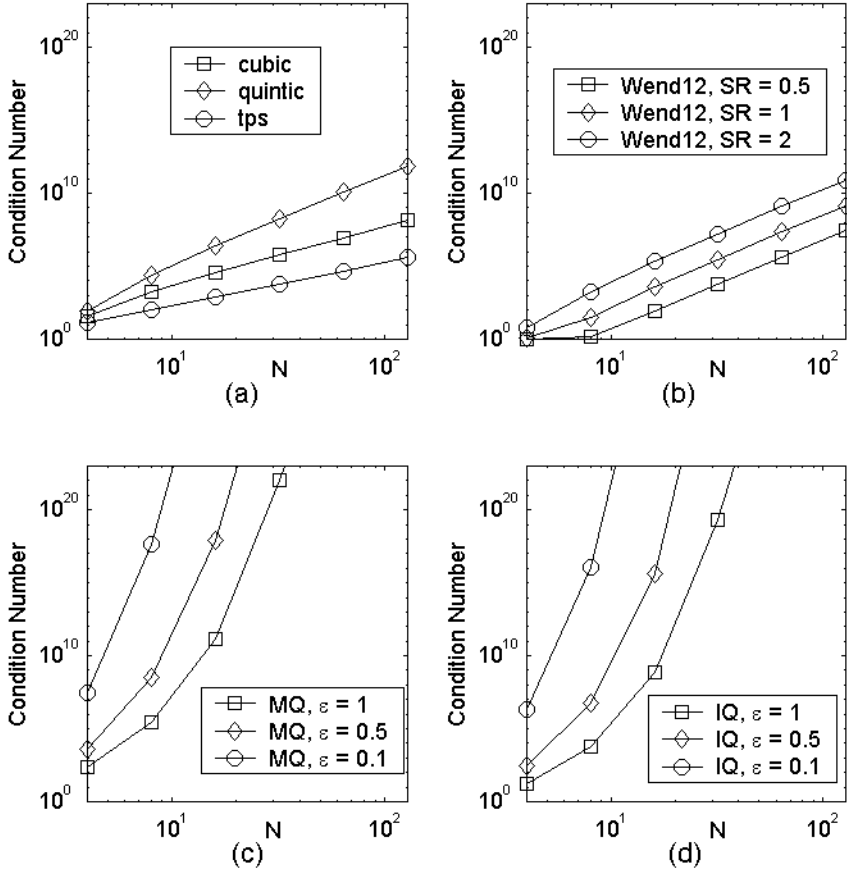 10^20
10^10
10^0
Condition Number
cubic
quintic
tps
10^1
10^2
N
(a)
10^20
10^10
10^0
Condition Number
Wend12, SR = 0.5
Wend12, SR = 1
Wend12, SR = 2
10^1
10^2
N
(b)
10^20
10^10
10^0
Condition Number
MQ, ε = 1
MQ, ε = 0.5
MQ, ε = 0.1
10^1
10^2
N
(c)
10^20
10^10
10^0
Condition Number
IQ, ε = 1
IQ, ε = 0.5
IQ, ε = 0.1
10^1
10^2
N
(d)